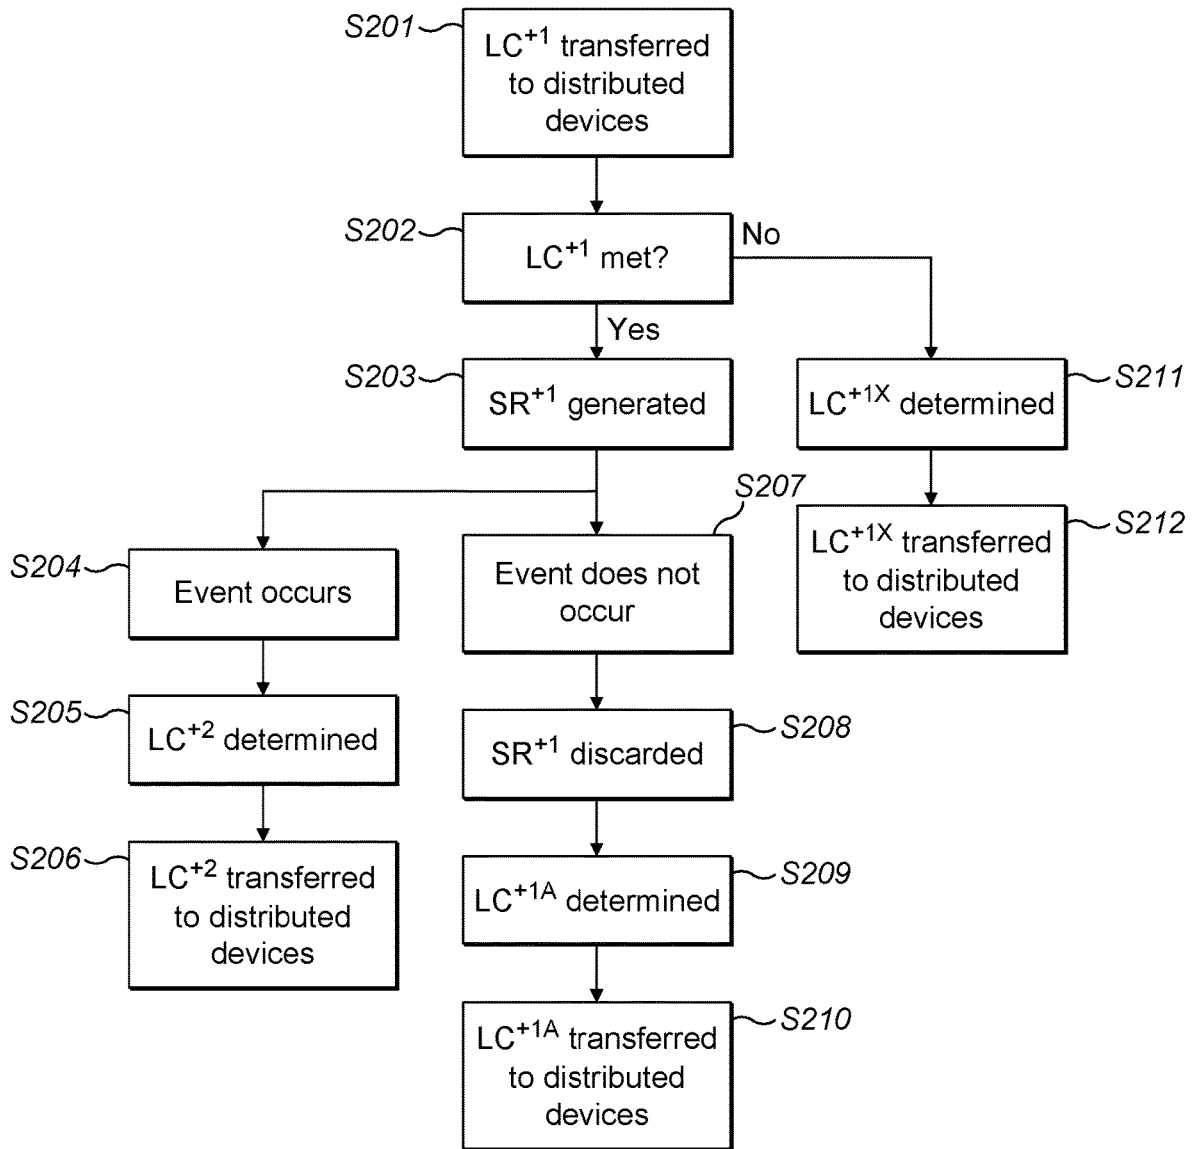 S201
LC⁺¹ transferred
to distributed
devices
S202
LC⁺¹ met?
No
Yes
S203
SR⁺¹ generated
LC⁺¹ˣ determined
S211
S207
S204
Event occurs
Event does not
occur
LC⁺¹ˣ transferred
to distributed
devices
S212
S205
LC⁺² determined
SR⁺¹ discarded
S208
S206
LC⁺² transferred
to distributed
devices
LC⁺¹ᴬ determined
S209
LC⁺¹ᴬ transferred
to distributed
devices
S210